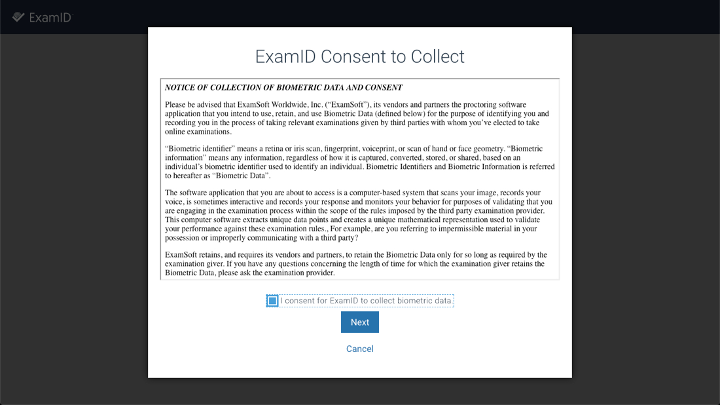 ExamID
ExamID Consent to Collect
NOTICE OF COLLECTION OF BIOMETRIC DATA AND CONSENT
Please be advised that ExamSoft Worldwide, Inc. (“ExamSoft”), its vendors and partners the proctoring software
application that you intend to use, retain, and use Biometric Data (defined below) for the purpose of identifying you and
recording you in the process of taking relevant examinations given by third parties with whom you’ve elected to take
online examinations.
“Biometric identifier” means a retina or iris scan, fingerprint, voiceprint, or scan of hand or face geometry. “Biometric
information” means any information, regardless of how it is captured, converted, stored, or shared, based on an
individual’s biometric identifier used to identify an individual. Biometric Identifiers and Biometric Information is referred
to hereafter as “Biometric Data”.
The software application that you are about to access is a computer-based system that scans your image, records your
voice, is sometimes interactive and records your response and monitors your behavior for purposes of validating that you
are engaging in the examination process within the scope of the rules imposed by the third party examination provider.
This computer software extracts unique data points and creates a unique mathematical representation used to validate
your performance against these examination rules., For example, are you referring to impermissible material in your
possession or improperly communicating with a third party?
ExamSoft retains, and requires its vendors and partners, to retain the Biometric Data only for so long as required by the
examination giver. If you have any questions concerning the length of time for which the examination giver retains the
Biometric Data, please ask the examination provider.
I consent for ExamID to collect biometric data.
Next
Cancel